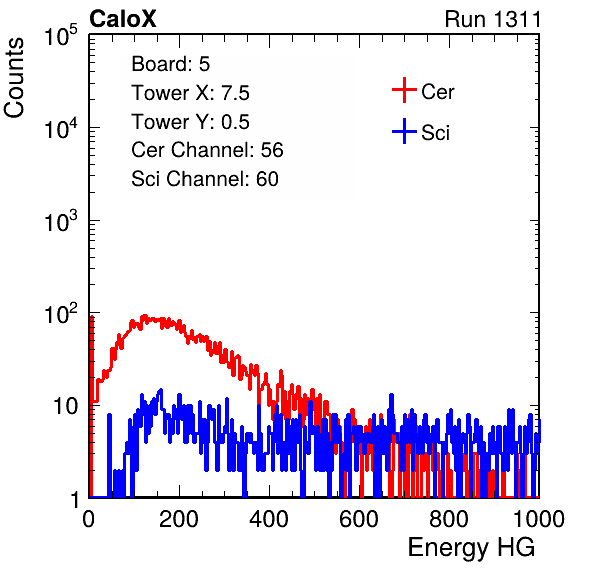 CaloX Run 1311
Counts
10^5
10^4
10^3
10^2
10
1
Board: 5
Tower X: 7.5
Tower Y: 0.5
Cer Channel: 56
Sci Channel: 60
Cer
Sci
0 200 400 600 800 1000
Energy HG